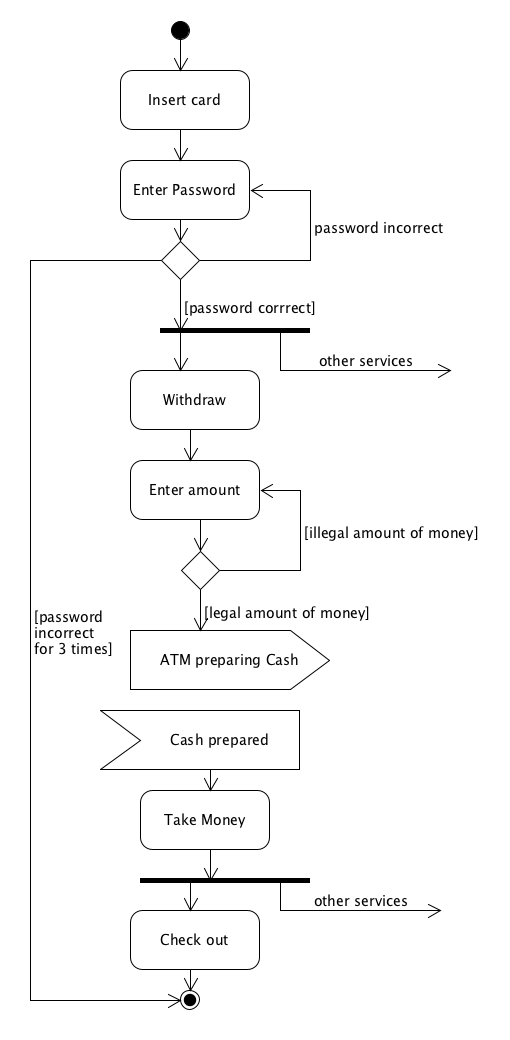 Insert card
Enter Password
password incorrect
[password corrrect]
other services
Withdraw
Enter amount
[illegal amount of money]
[legal amount of money]
[password
incorrect
for 3 times]
ATM preparing Cash
Cash prepared
Take Money
other services
Check out